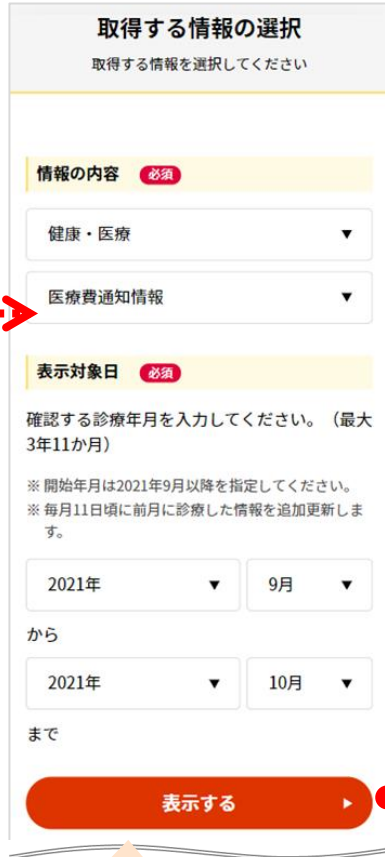 取得する情報の選択
取得する情報を選択してください
情報の内容 必須
健康・医療 ▼
医療費通知情報 ▼
表示対象日 必須
確認する診療年月を入力してください。（最大
3年11か月）
※ 開始年月は2021年9月以降を指定してください。
※ 毎月11日頃に前月に診療した情報を追加更新しま
す。
2021年 ▼ 9月 ▼
から
2021年 ▼ 10月 ▼
まで
表示する